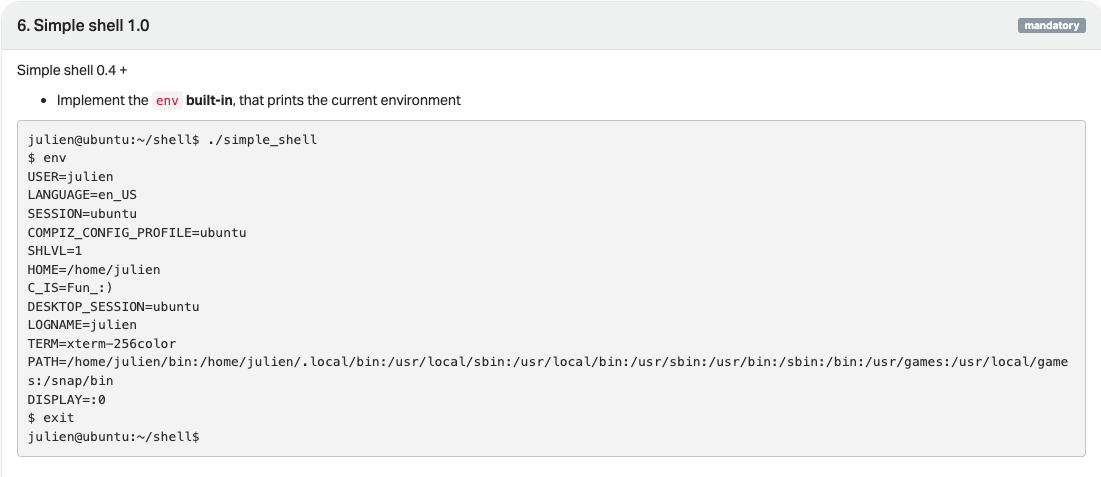 6. Simple shell 1.0
mandatory
Simple shell 0.4 +
• Implement the env built-in, that prints the current environment
julien@ubuntu:~/shell$ ./simple_shell
$ env
USER=julien
LANGUAGE=en_US
SESSION=ubuntu
COMPIZ_CONFIG_PROFILE=ubuntu
SHLVL=1
HOME=/home/julien
C_IS=Fun_:)
DESKTOP_SESSION=ubuntu
LOGNAME=julien
TERM=xterm-256color
PATH=/home/julien/bin:/home/julien/.local/bin:/usr/local/sbin:/usr/local/bin:/usr/sbin:/usr/bin:/sbin:/bin:/usr/games:/usr/local/game
s:/snap/bin
DISPLAY=:0
$ exit
julien@ubuntu:~/shell$